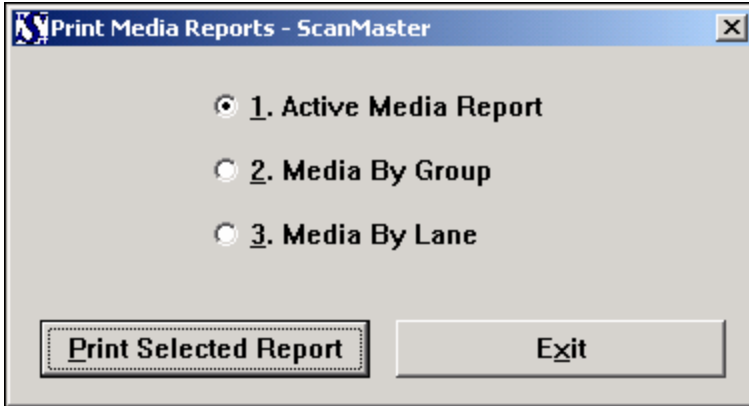 Print Media Reports - ScanMaster
1. Active Media Report
2. Media By Group
3. Media By Lane
Print Selected Report
Exit